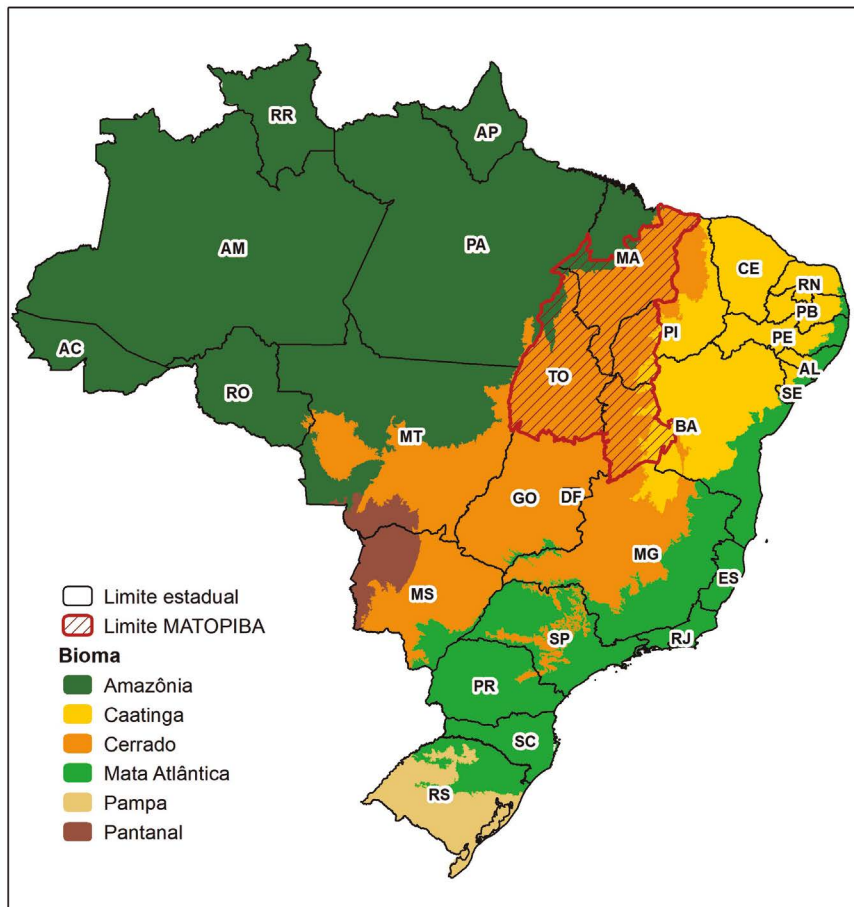 RR
AP
AM
PA
MA
CE
RN
PB
PE
PI
AC
AL
SE
TO
RO
BA
MT
GO
DF
MG
ES
MS
Limite estadual
Limite MATOPIBA
SP
RJ
Bioma
Amazônia
PR
Caatinga
Cerrado
SC
Mata Atlântica
RS
Pampa
Pantanal